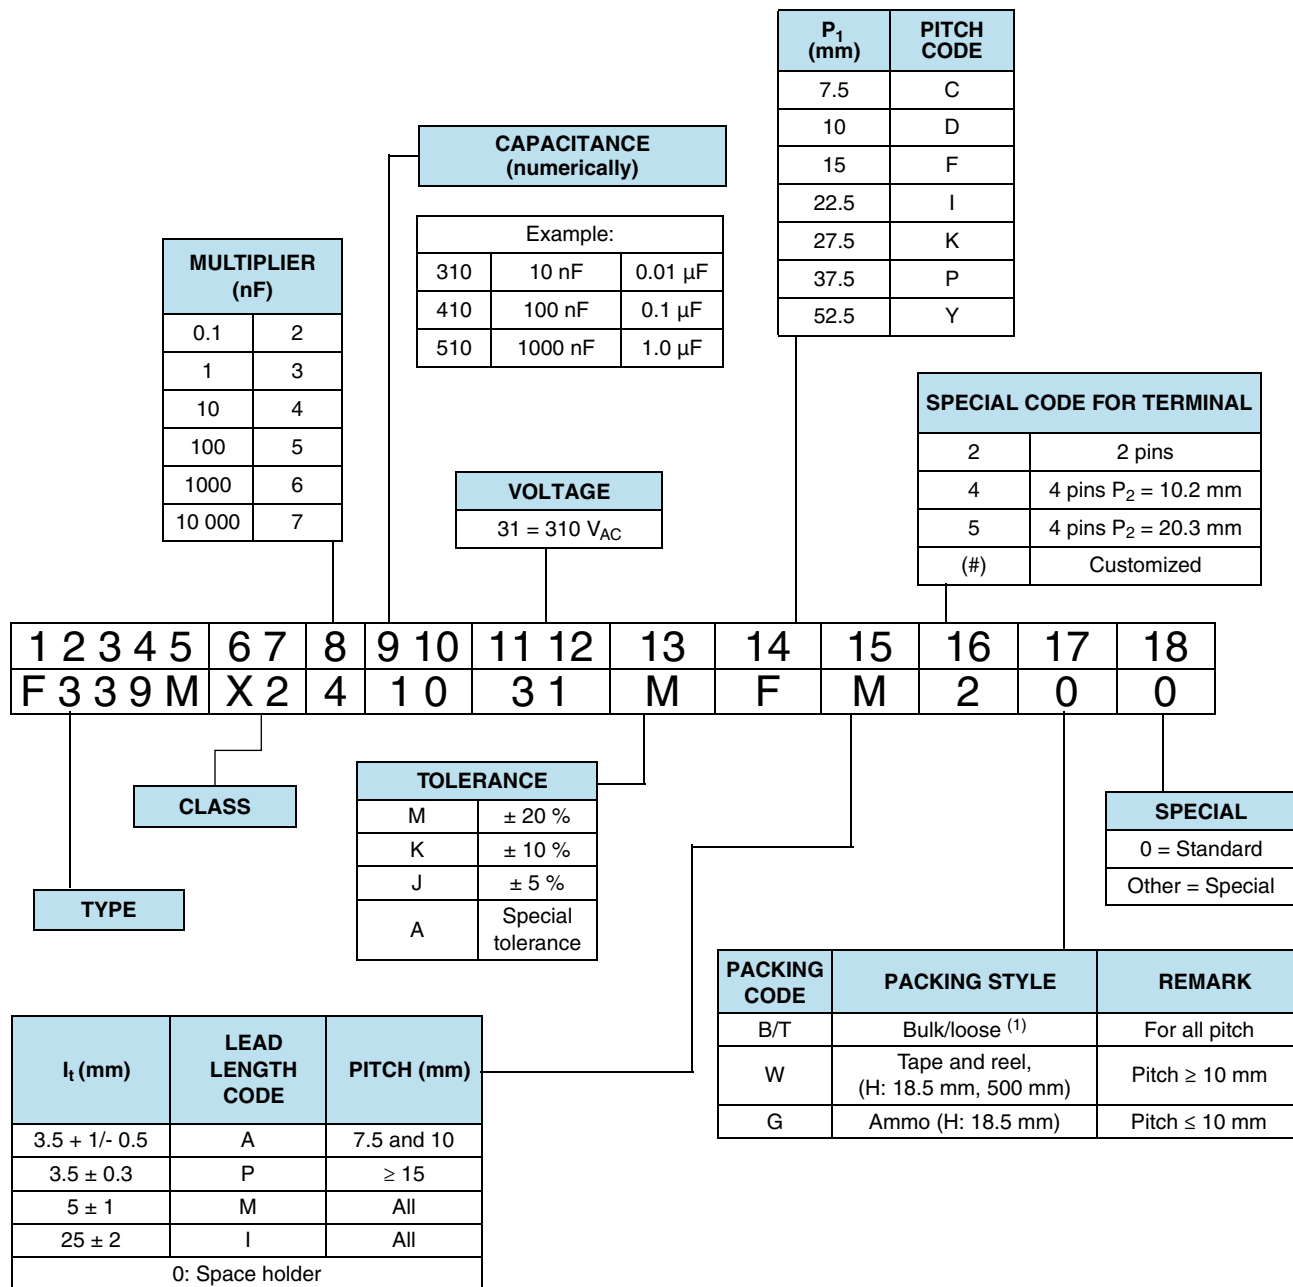 P1 (mm) PITCH CODE
7.5 C
10 D
15 F
22.5 I
27.5 K
37.5 P
52.5 Y
CAPACITANCE
(numerically)
Example:
310 10 nF 0.01 µF
410 100 nF 0.1 µF
510 1000 nF 1.0 µF
MULTIPLIER
(nF)
0.1 2
1 3
10 4
100 5
1000 6
10 000 7
SPECIAL CODE FOR TERMINAL
2 2 pins
4 4 pins P2 = 10.2 mm
5 4 pins P2 = 20.3 mm
(#) Customized
VOLTAGE
31 = 310 VAC
1 2 3 4 5 6 7 8 9 10 11 12 13 14 15 16 17 18
F 3 3 9 M X 2 4 1 0 3 1 M F M 2 0 0
TYPE
CLASS
TOLERANCE
M ± 20 %
K ± 10 %
J ± 5 %
A Special
tolerance
SPECIAL
0 = Standard
Other = Special
PACKING CODE PACKING STYLE REMARK
B/T Bulk/loose (1) For all pitch
W Tape and reel,
(H: 18.5 mm, 500 mm) Pitch ≥ 10 mm
G Ammo (H: 18.5 mm) Pitch ≤ 10 mm
lt (mm) LEAD LENGTH CODE PITCH (mm)
3.5 + 1/- 0.5 A 7.5 and 10
3.5 ± 0.3 P ≥ 15
5 ± 1 M All
25 ± 2 I All
0: Space holder